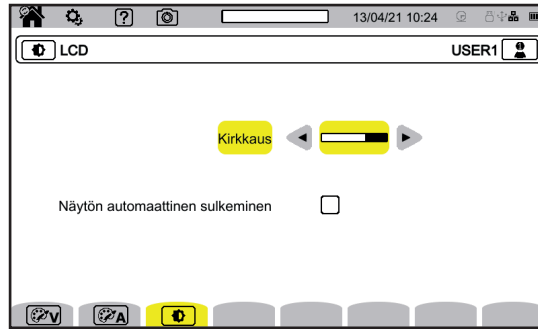 13/04/21 10:24
LCD
USER1
Kirkkaus
Näytön automaattinen sulkeminen
V
A